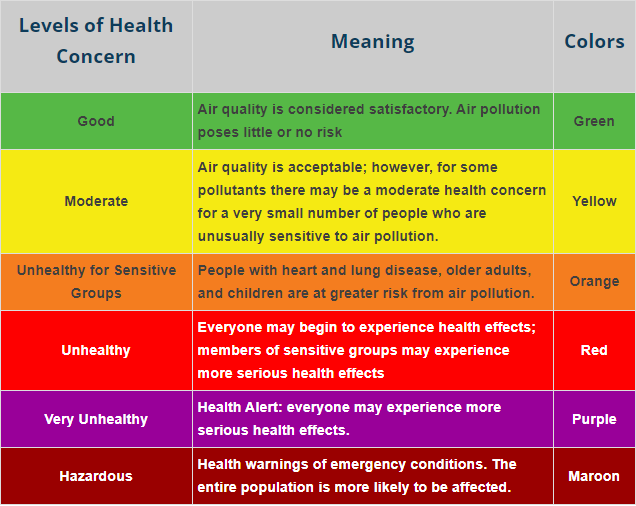 Levels of Health
Concern
Meaning
Colors
Good
Air quality is considered satisfactory. Air pollution
poses little or no risk
Green
Moderate
Air quality is acceptable; however, for some
pollutants there may be a moderate health concern
for a very small number of people who are
unusually sensitive to air pollution.
Yellow
Unhealthy for Sensitive
Groups
People with heart and lung disease, older adults,
and children are at greater risk from air pollution.
Orange
Unhealthy
Everyone may begin to experience health effects;
members of sensitive groups may experience
more serious health effects
Red
Very Unhealthy
Health Alert: everyone may experience more
serious health effects.
Purple
Hazardous
Health warnings of emergency conditions. The
entire population is more likely to be affected.
Maroon